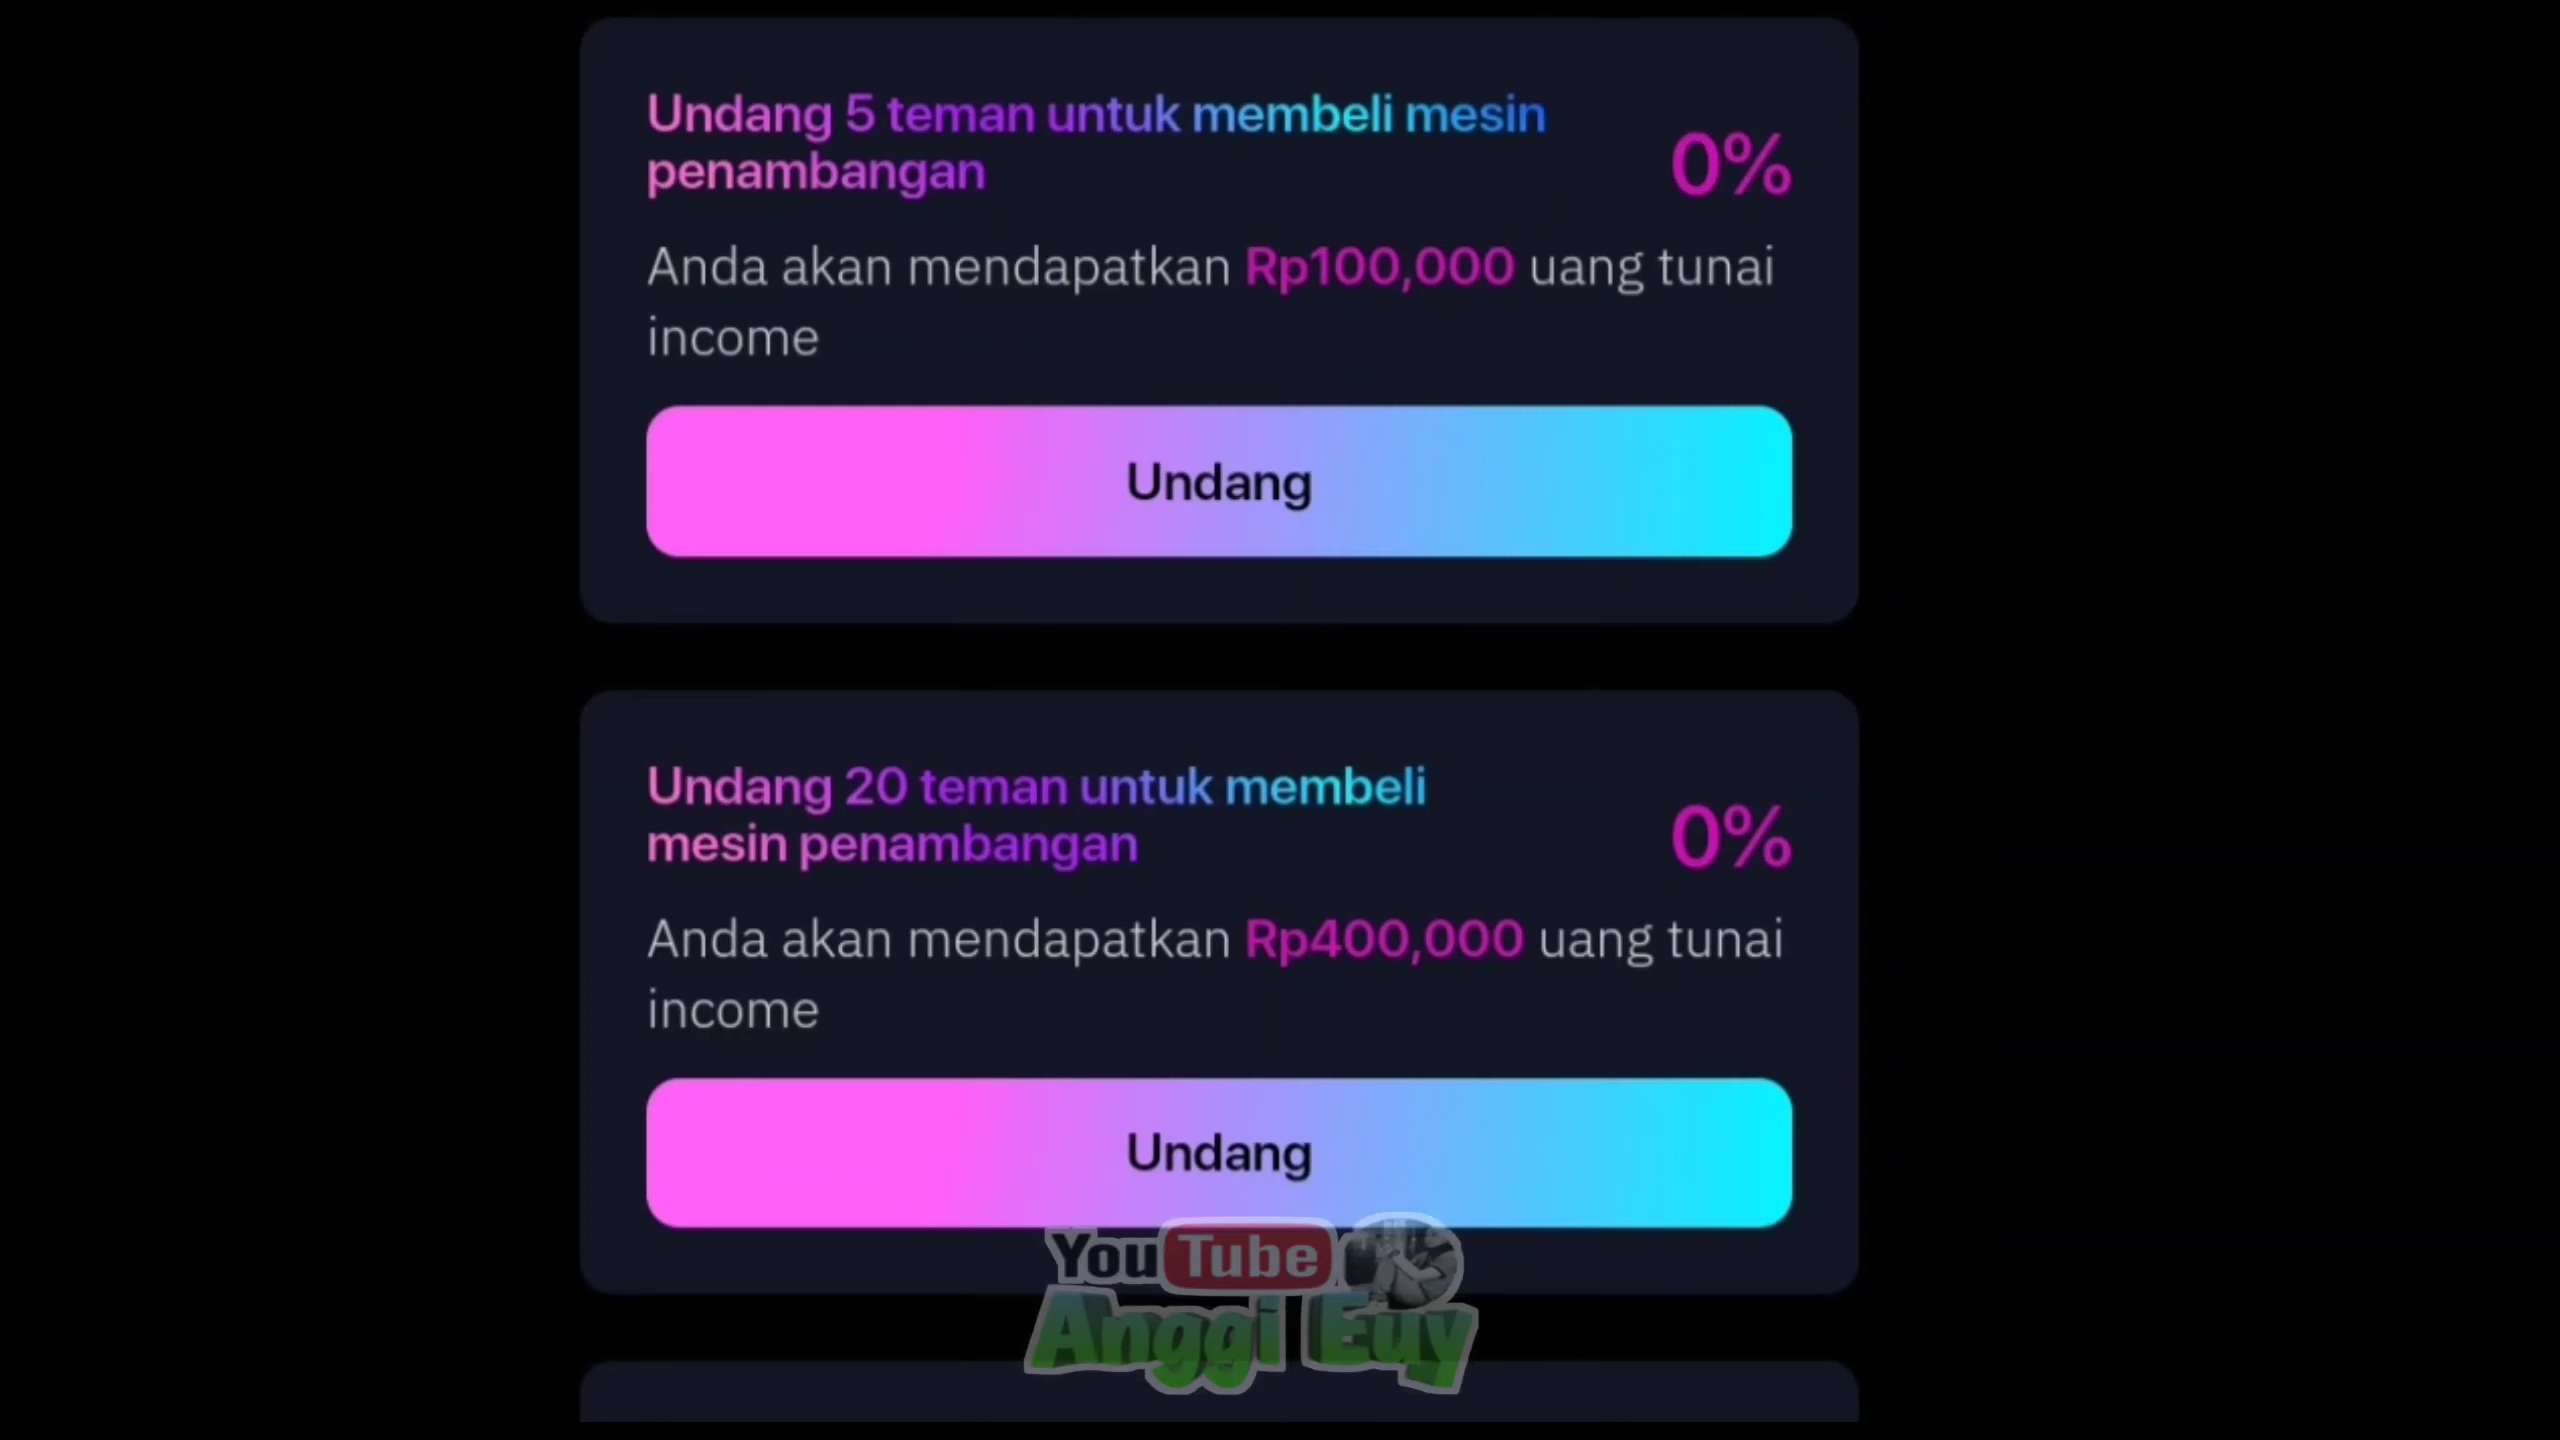 Undang 5 teman untuk membeli mesin
penambangan
0%
Anda akan mendapatkan Rp100,000 uang tunai
income
Undang
Undang 20 teman untuk membeli
mesin penambangan
0%
Anda akan mendapatkan Rp400,000 uang tunai
income
Undang
YouTube
Anggi Euy